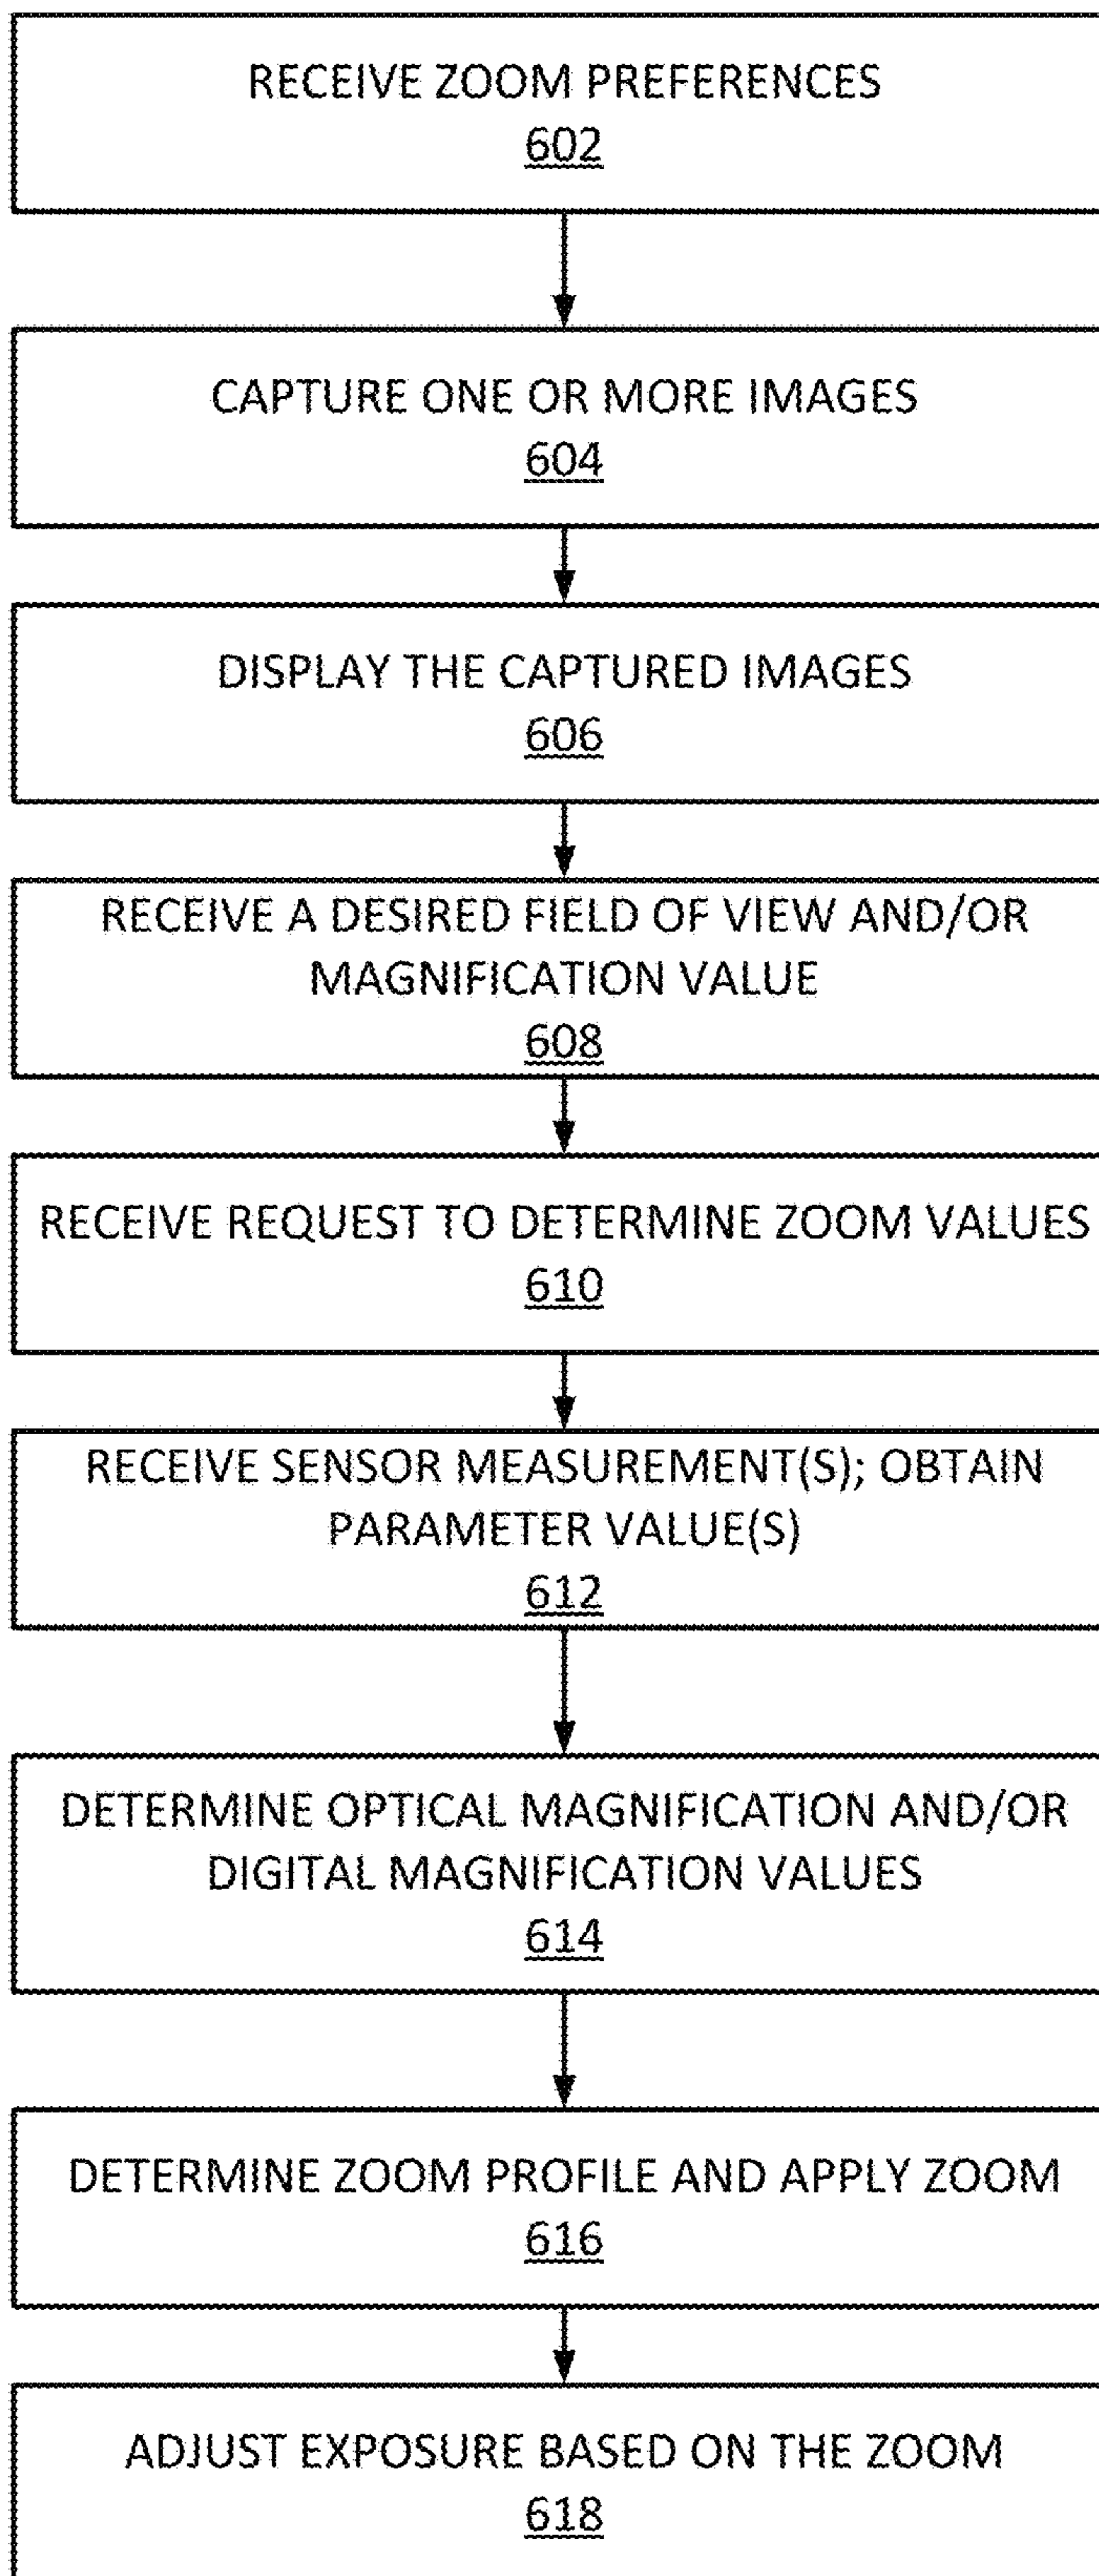 RECEIVE ZOOM PREFERENCES
602
CAPTURE ONE OR MORE IMAGES
604
DISPLAY THE CAPTURED IMAGES
606
RECEIVE A DESIRED FIELD OF VIEW AND/OR
MAGNIFICATION VALUE
608
RECEIVE REQUEST TO DETERMINE ZOOM VALUES
610
RECEIVE SENSOR MEASUREMENT(S); OBTAIN
PARAMETER VALUE(S)
612
DETERMINE OPTICAL MAGNIFICATION AND/OR
DIGITAL MAGNIFICATION VALUES
614
DETERMINE ZOOM PROFILE AND APPLY ZOOM
616
ADJUST EXPOSURE BASED ON THE ZOOM
618